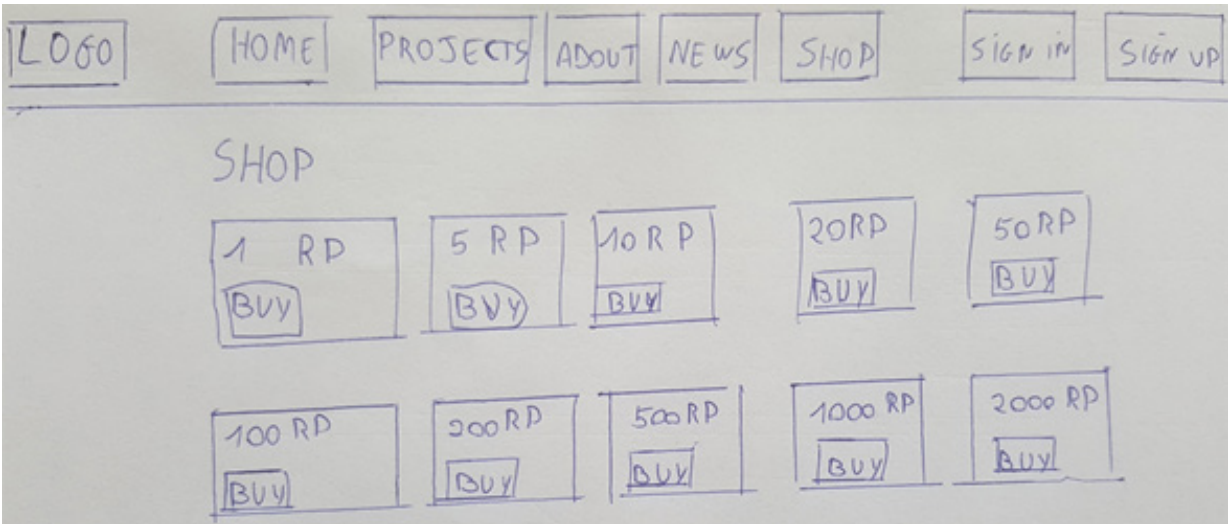 LOGO HOME PROJECTS ADOUT NEWS SHOP SIGN IN SIGN UP
SHOP
1 RP 5 RP 10 RP 20RP 50RP
BUY BUY BUY BUY BUY
100 RP 200 RP 500 RP 1000 RP 2000 RP
BUY BUY BUY BUY BUY